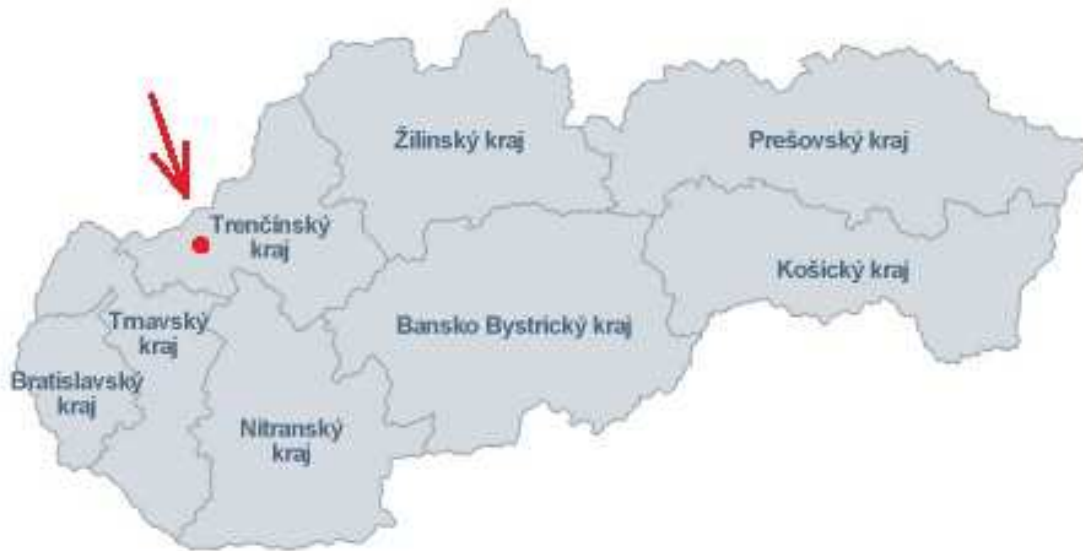 Žilinský kraj
Prešovský kraj
Trenčínský
kraj
Košický kraj
Trnavský
kraj
Bansko Bystrický kraj
Bratislavský
kraj
Nitranský
kraj